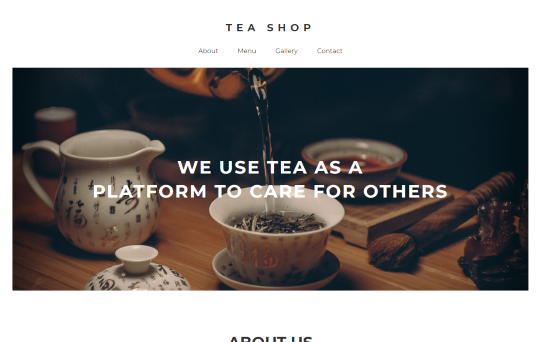 TEA SHOP
About Menu Gallery Contact
WE USE TEA AS A
PLATFORM TO CARE FOR OTHERS
ABOUT US